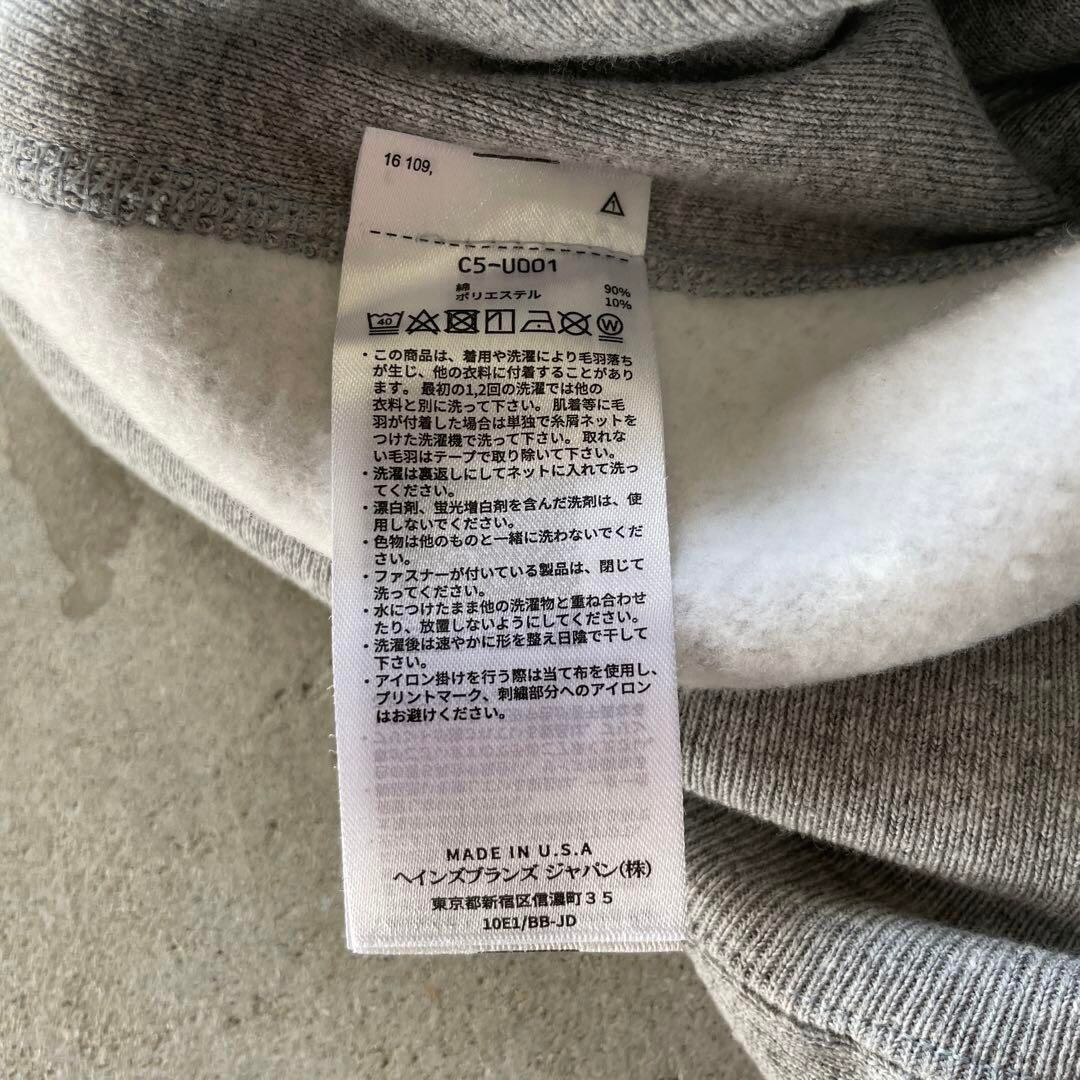 16 109,
1
C5-U001
綿 90%
ポリエステル 10%
40 1 W
・この商品は、着用や洗濯により毛羽落ち
が生じ、他の衣料に付着することがあり
ます。最初の1,2回の洗濯では他の
衣料と別に洗って下さい。肌着等に毛
羽が付着した場合は単独で糸屑ネットを
つけた洗濯機で洗って下さい。取れな
い毛羽はテープで取り除いて下さい。
・洗濯は裏返しにしてネットに入れて洗っ
てください。
・漂白剤、蛍光増白剤を含んだ洗剤は、使
用しないでください。
・色物は他のものと一緒に洗わないでくだ
さい。
・ファスナーが付いている製品は、閉じて
洗ってください。
・水につけたまま他の洗濯物と重ね合わせ
たり、放置しないようにしてください。
・洗濯後は速やかに形を整え日陰で干して
下さい。
・アイロン掛けを行う際は当て布を使用し、
プリントマーク、刺繍部分へのアイロン
はお避けください。
MADE IN U.S.A
ヘインズブランズ ジャパン(株)
東京都新宿区信濃町35
10E1/BB-JD